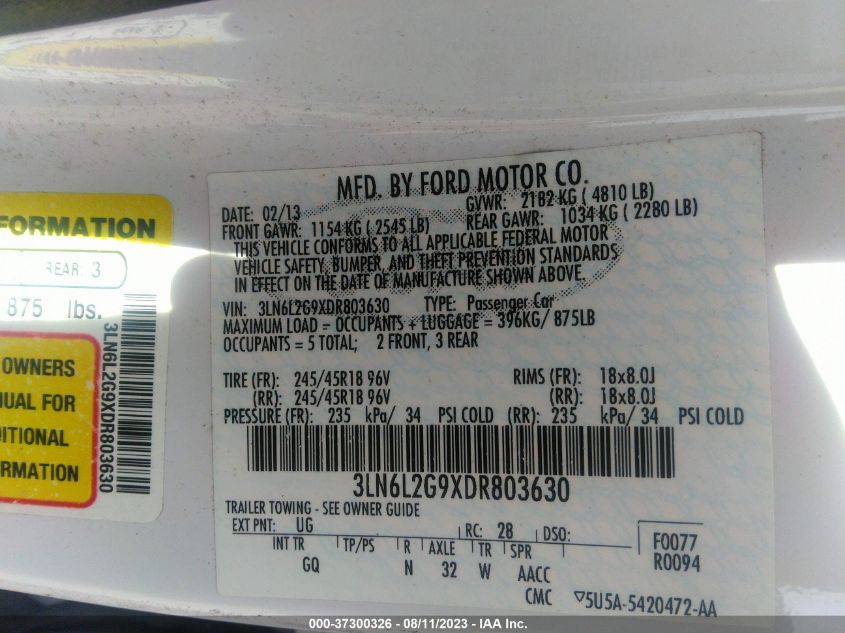 FORMATION
REAR: 3
875 lbs.
OWNERS
UAL FOR
ITIONAL
RMATION
3LN6L2G9XDR803630
MFD. BY FORD MOTOR CO.
DATE: 02/13 GVWR: 2182 KG ( 4810 LB)
FRONT GAWR: 1154 KG ( 2545 LB) REAR GAWR: 1034 KG ( 2280 LB)
THIS VEHICLE CONFORMS TO ALL APPLICABLE FEDERAL MOTOR
VEHICLE SAFETY, BUMPER, AND THEFT PREVENTION STANDARDS
IN EFFECT ON THE DATE OF MANUFACTURE SHOWN ABOVE.
VIN: 3LN6L2G9XDR803630 TYPE: Passenger Car
MAXIMUM LOAD = OCCUPANTS + LUGGAGE = 396KG/ 875LB
OCCUPANTS = 5 TOTAL; 2 FRONT, 3 REAR
TIRE (FR): 245/45R18 96V RIMS (FR): 18x8.0J
(RR): 245/45R18 96V (RR): 18x8.0J
PRESSURE (FR): 235 kPa/ 34 PSI COLD (RR): 235 kPa/ 34 PSI COLD
3LN6L2G9XDR803630
TRAILER TOWING - SEE OWNER GUIDE
EXT PNT: UG RC: 28 DSO: F0077
INT TR TP/PS R AXLE TR SPR R0094
GQ N 32 W AACC
CMC 5U5A-5420472-AA
000-37300326 - 08/11/2023 - IAA Inc.